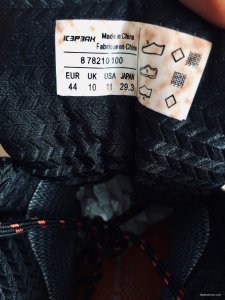 ICEPEAK Made in China
Fabriqué en Chine
8 78210 100
EUR UK USA JAPAN
44 10 11 29.3